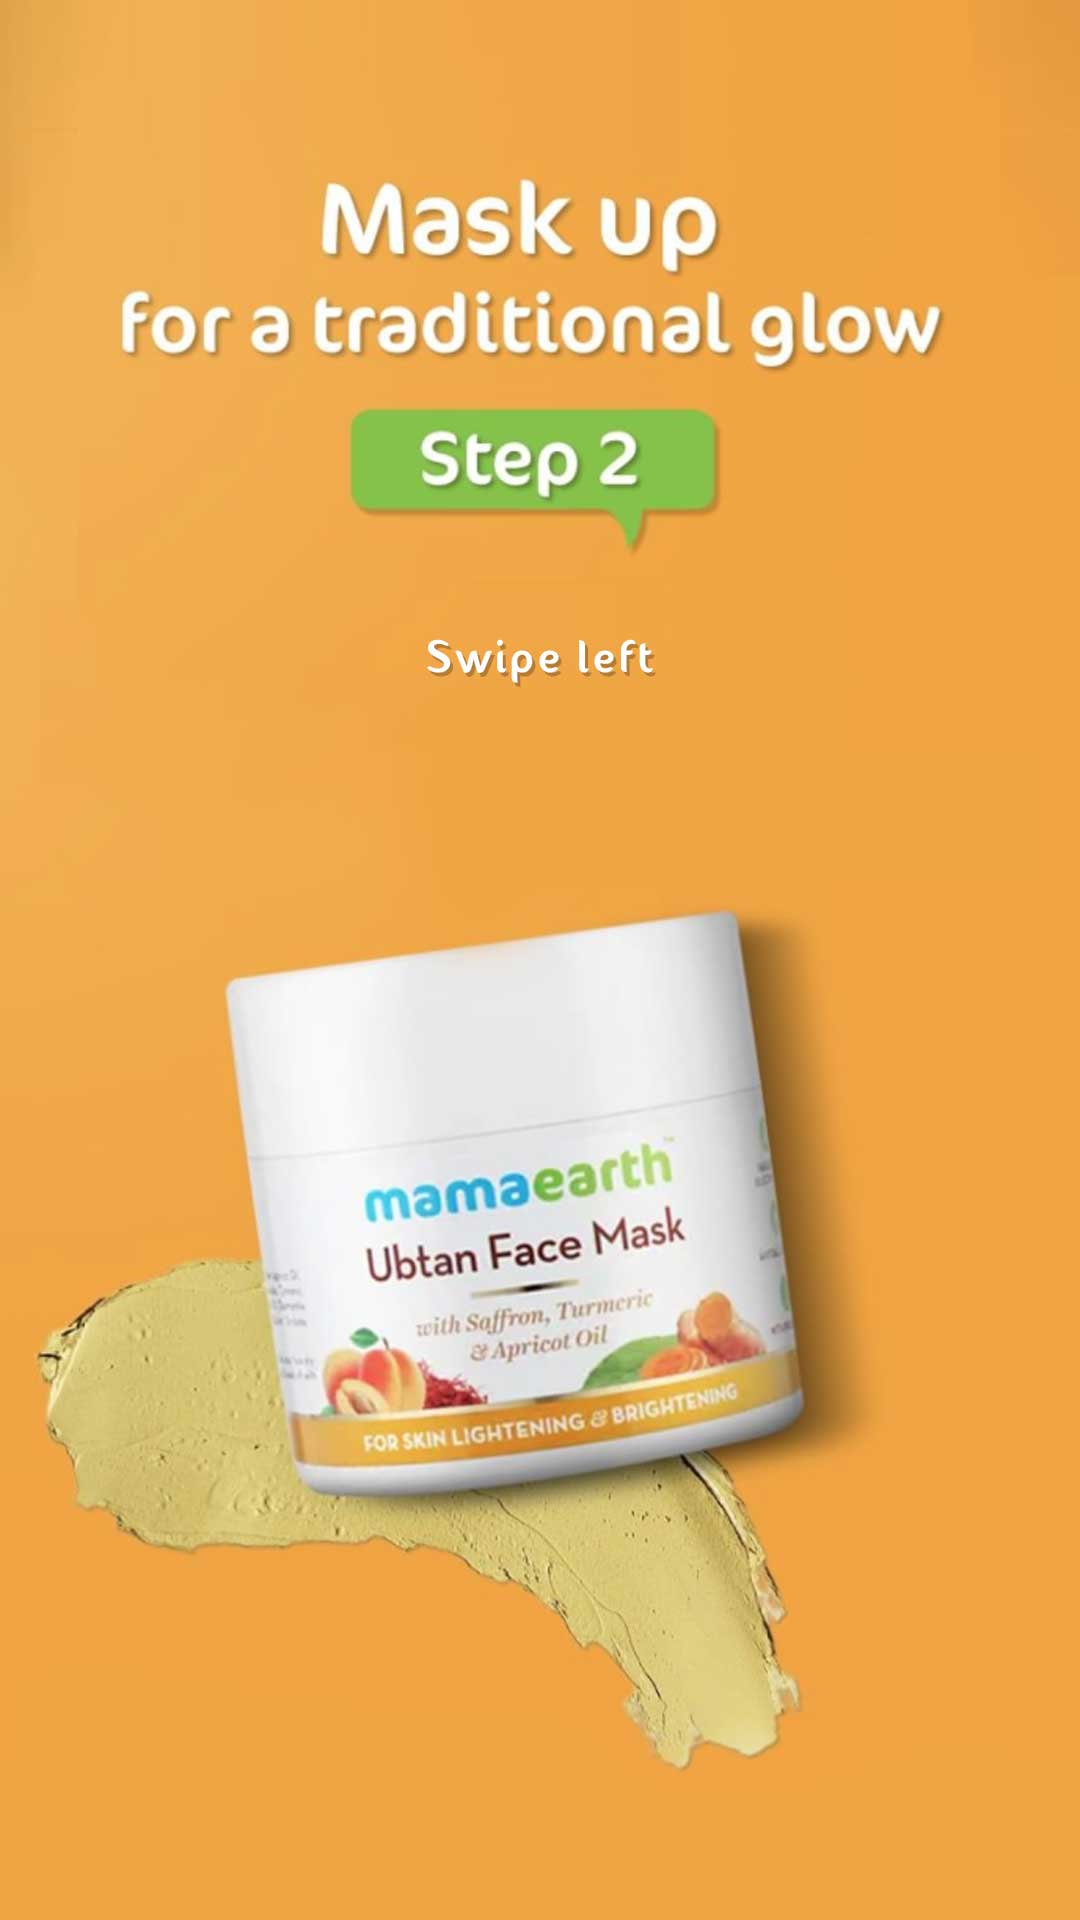 Mask up
for a traditional glow
Step 2
Swipe left
mamaearth™
Ubtan Face Mask
with Saffron, Turmeric
& Apricot Oil
FOR SKIN LIGHTENING & BRIGHTENING